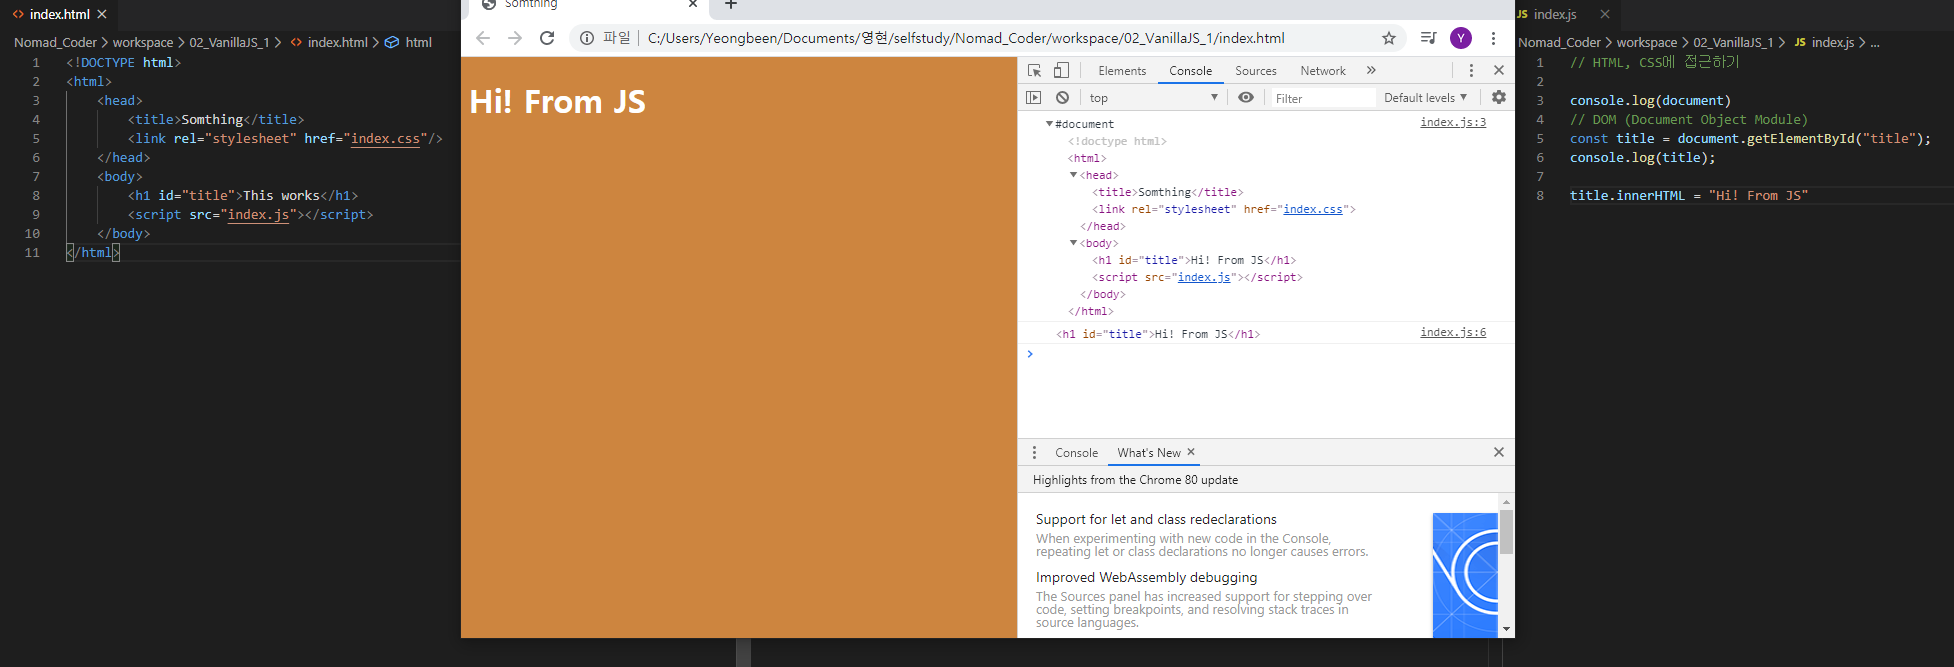 index.html
Nomad_Coder > workspace > 02_VanillaJS_1 > index.html > html
1 <!DOCTYPE html>
2 <html>
3 <head>
4 <title>Somthing</title>
5 <link rel="stylesheet" href="index.css"/>
6 </head>
7 <body>
8 <h1 id="title">This works</h1>
9 <script src="index.js"></script>
10 </body>
11 </html>
Somthing
파일 | C:/Users/Yeongbeen/Documents/영현/selfstudy/Nomad_Coder/workspace/02_VanillaJS_1/index.html
Y
Hi! From JS
Elements Console Sources Network »
top Filter Default levels
#document index.js:3
<!doctype html>
<html>
<head>
<title>Somthing</title>
<link rel="stylesheet" href="index.css">
</head>
<body>
<h1 id="title">Hi! From JS</h1>
<script src="index.js"></script>
</body>
</html>
<h1 id="title">Hi! From JS</h1> index.js:6
>
Console What's New
Highlights from the Chrome 80 update
Support for let and class redeclarations
When experimenting with new code in the Console,
repeating let or class declarations no longer causes errors.
Improved WebAssembly debugging
The Sources panel has increased support for stepping over
code, setting breakpoints, and resolving stack traces in
source languages.
JS index.js
Nomad_Coder > workspace > 02_VanillaJS_1 > JS index.js > ...
1 // HTML, CSS에 접근하기
2
3 console.log(document)
4 // DOM (Document Object Module)
5 const title = document.getElementById("title");
6 console.log(title);
7
8 title.innerHTML = "Hi! From JS"